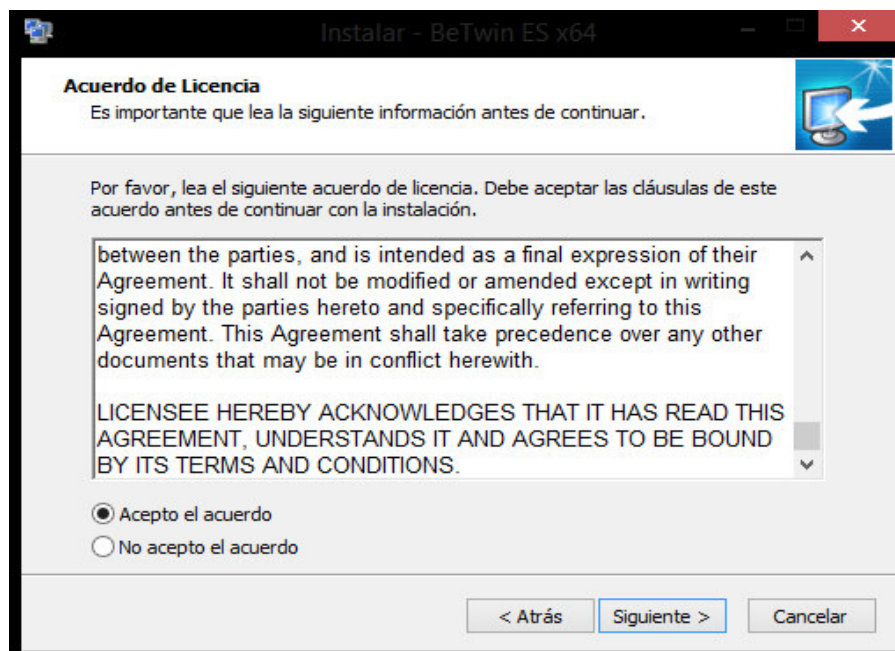 Instalar - BeTwin ES x64
Acuerdo de Licencia
Es importante que lea la siguiente información antes de continuar.
Por favor, lea el siguiente acuerdo de licencia. Debe aceptar las cláusulas de este
acuerdo antes de continuar con la instalación.
between the parties, and is intended as a final expression of their
Agreement. It shall not be modified or amended except in writing
signed by the parties hereto and specifically referring to this
Agreement. This Agreement shall take precedence over any other
documents that may be in conflict herewith.
LICENSEE HEREBY ACKNOWLEDGES THAT IT HAS READ THIS
AGREEMENT, UNDERSTANDS IT AND AGREES TO BE BOUND
BY ITS TERMS AND CONDITIONS.
Acepto el acuerdo
No acepto el acuerdo
< Atrás Siguiente > Cancelar